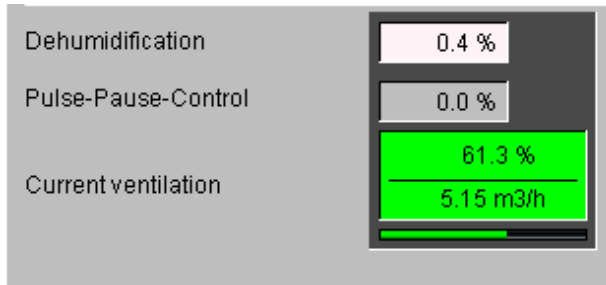 Dehumidification 0.4 %
Pulse-Pause-Control 0.0 %
61.3 %
Current ventilation
5.15 m3/h